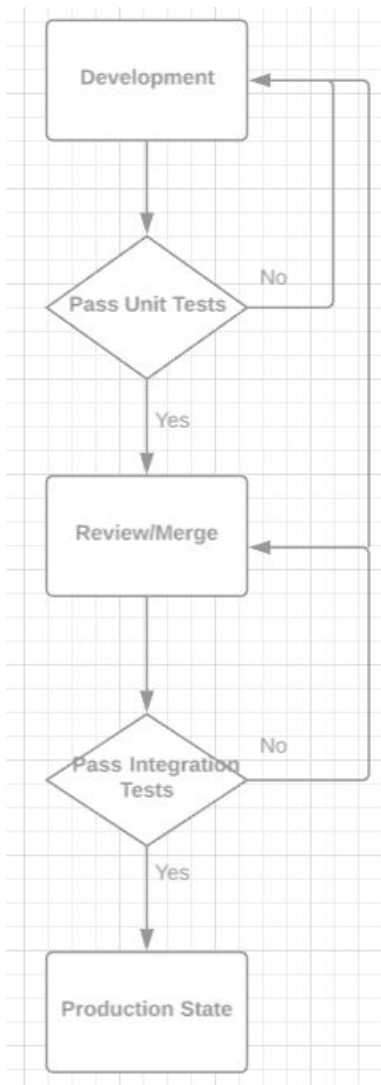 Development
No
Pass Unit Tests
Yes
Review/Merge
No
Pass Integration
Tests
Yes
Production State